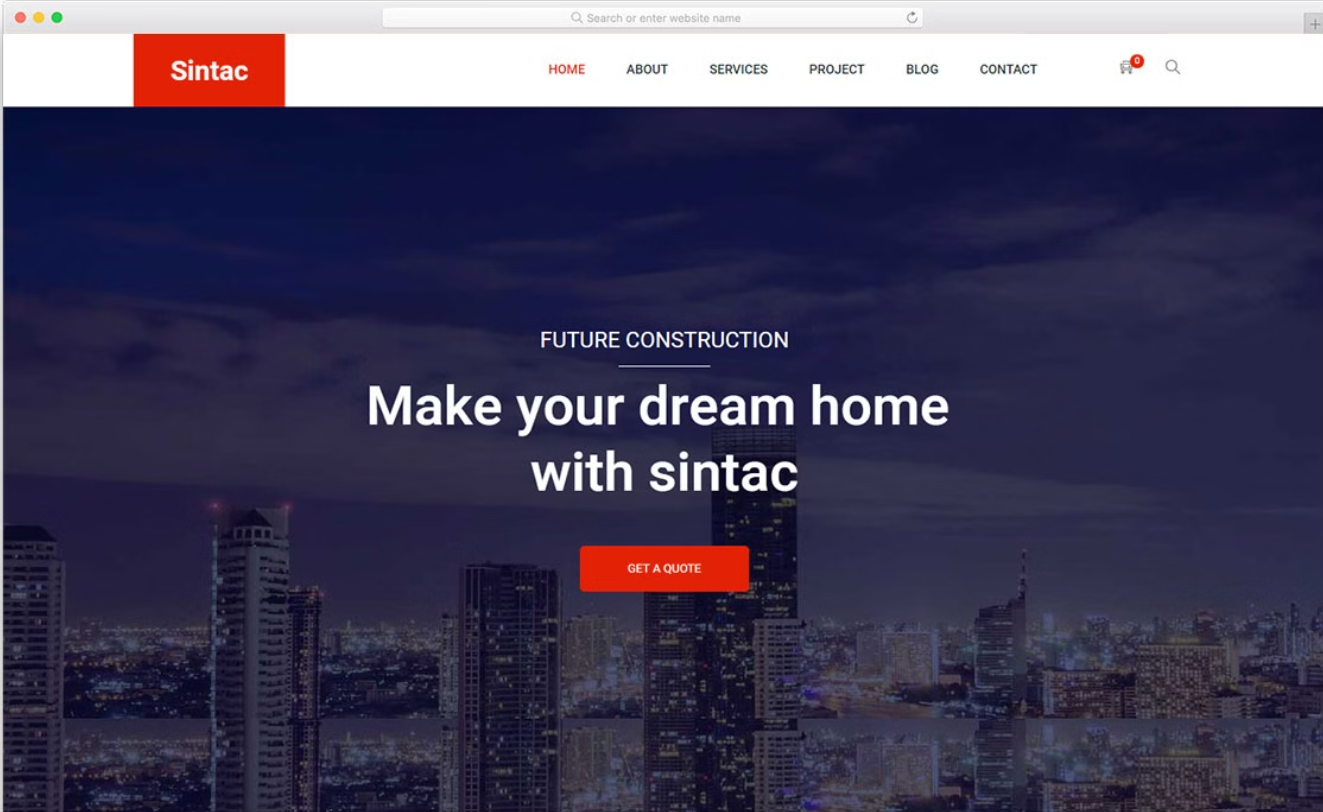 Search or enter website name
Sintac
HOME ABOUT SERVICES PROJECT BLOG CONTACT 0
FUTURE CONSTRUCTION
Make your dream home
with sintac
GET A QUOTE